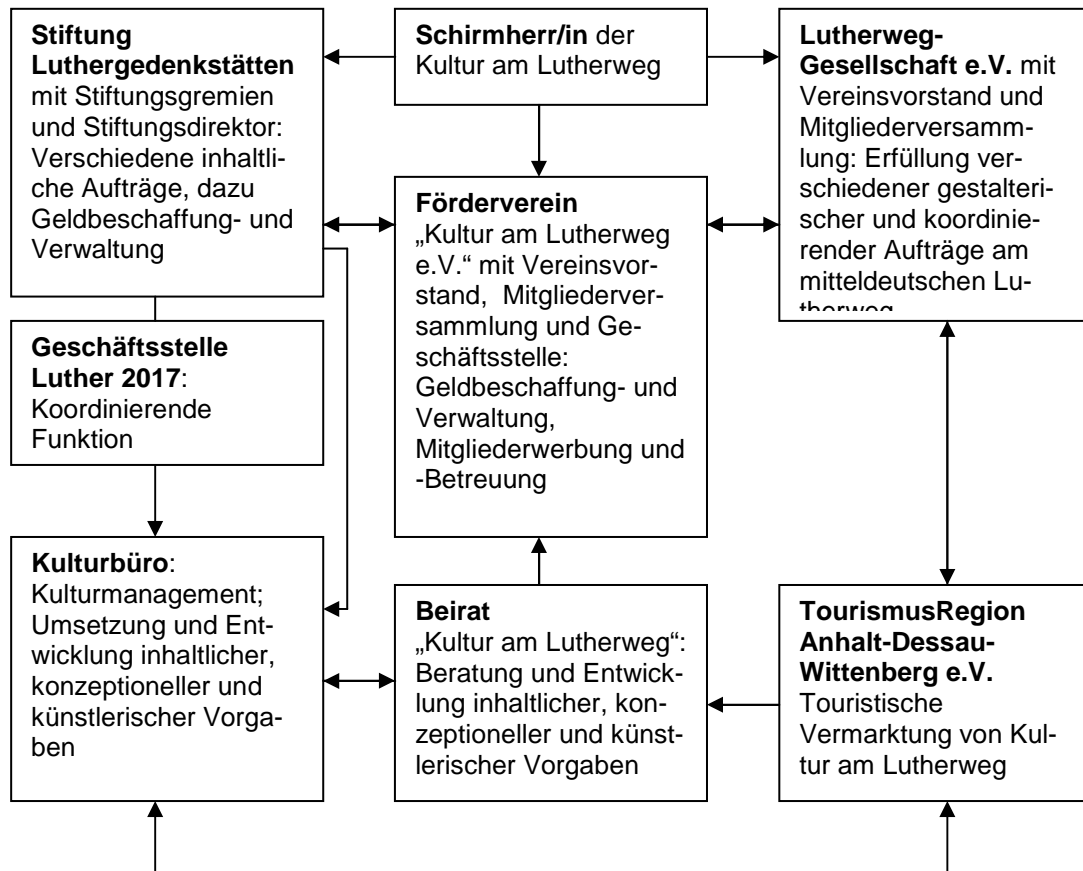 Stiftung
Luthergedenkstätten
mit Stiftungsgremien
und Stiftungsdirektor:
Verschiedene inhaltli-
che Aufträge, dazu
Geldbeschaffung- und
Verwaltung
Schirmherr/in der
Kultur am Lutherweg
Lutherweg-
Gesellschaft e.V. mit
Vereinsvorstand und
Mitgliederversamm-
lung: Erfüllung ver-
schiedener gestalteri-
scher und koordinie-
render Aufträge am
mitteldeutschen Lu-
therweg
Förderverein
„Kultur am Lutherweg
e.V.“ mit Vereinsvor-
stand, Mitgliederver-
sammlung und Ge-
schäftsstelle:
Geldbeschaffung- und
Verwaltung,
Mitgliederwerbung und
-Betreuung
Geschäftsstelle
Luther 2017:
Koordinierende
Funktion
Kulturbüro:
Kulturmanagement;
Umsetzung und Ent-
wicklung inhaltlicher,
konzeptioneller und
künstlerischer Vorga-
ben
Beirat
„Kultur am Lutherweg“:
Beratung und Entwick-
lung inhaltlicher, kon-
zeptioneller und künst-
lerischer Vorgaben
TourismusRegion
Anhalt-Dessau-
Wittenberg e.V.
Touristische
Vermarktung von Kul-
tur am Lutherweg